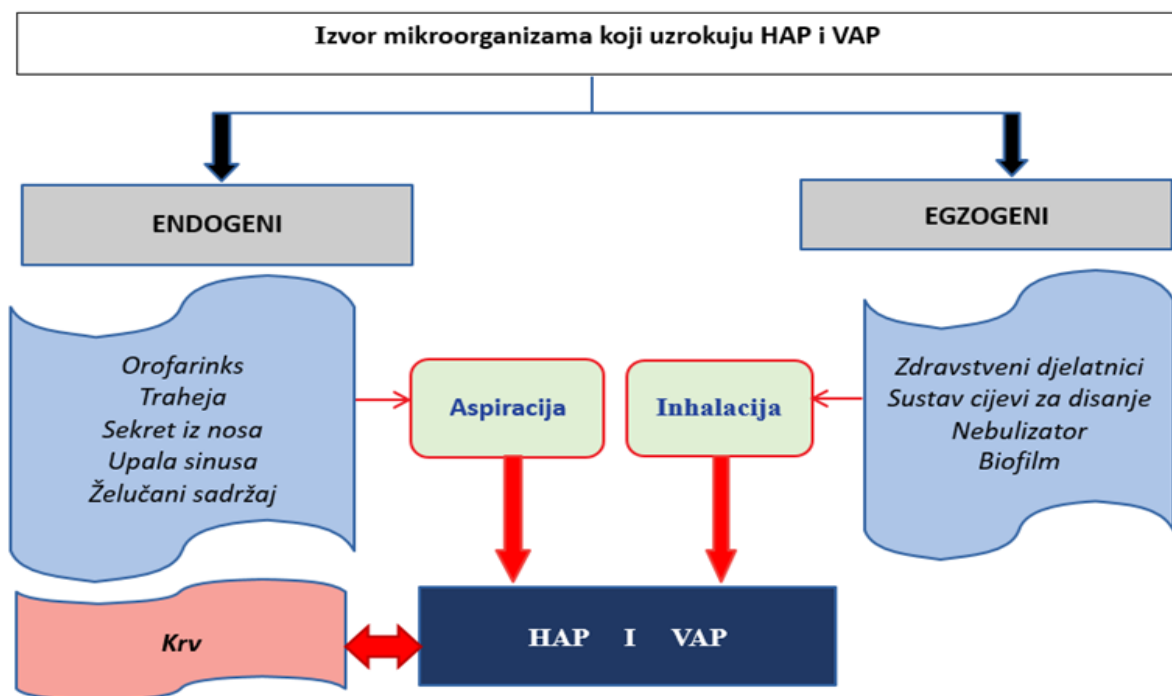 Izvor mikroorganizama koji uzrokuju HAP i VAP
ENDOGENI
EGZOGENI
Orofarinks
Traheja
Sekret iz nosa
Upala sinusa
Želučani sadržaj
Aspiracija
Inhalacija
Zdravstveni djelatnici
Sustav cijevi za disanje
Nebulizator
Biofilm
Krv
HAP I VAP